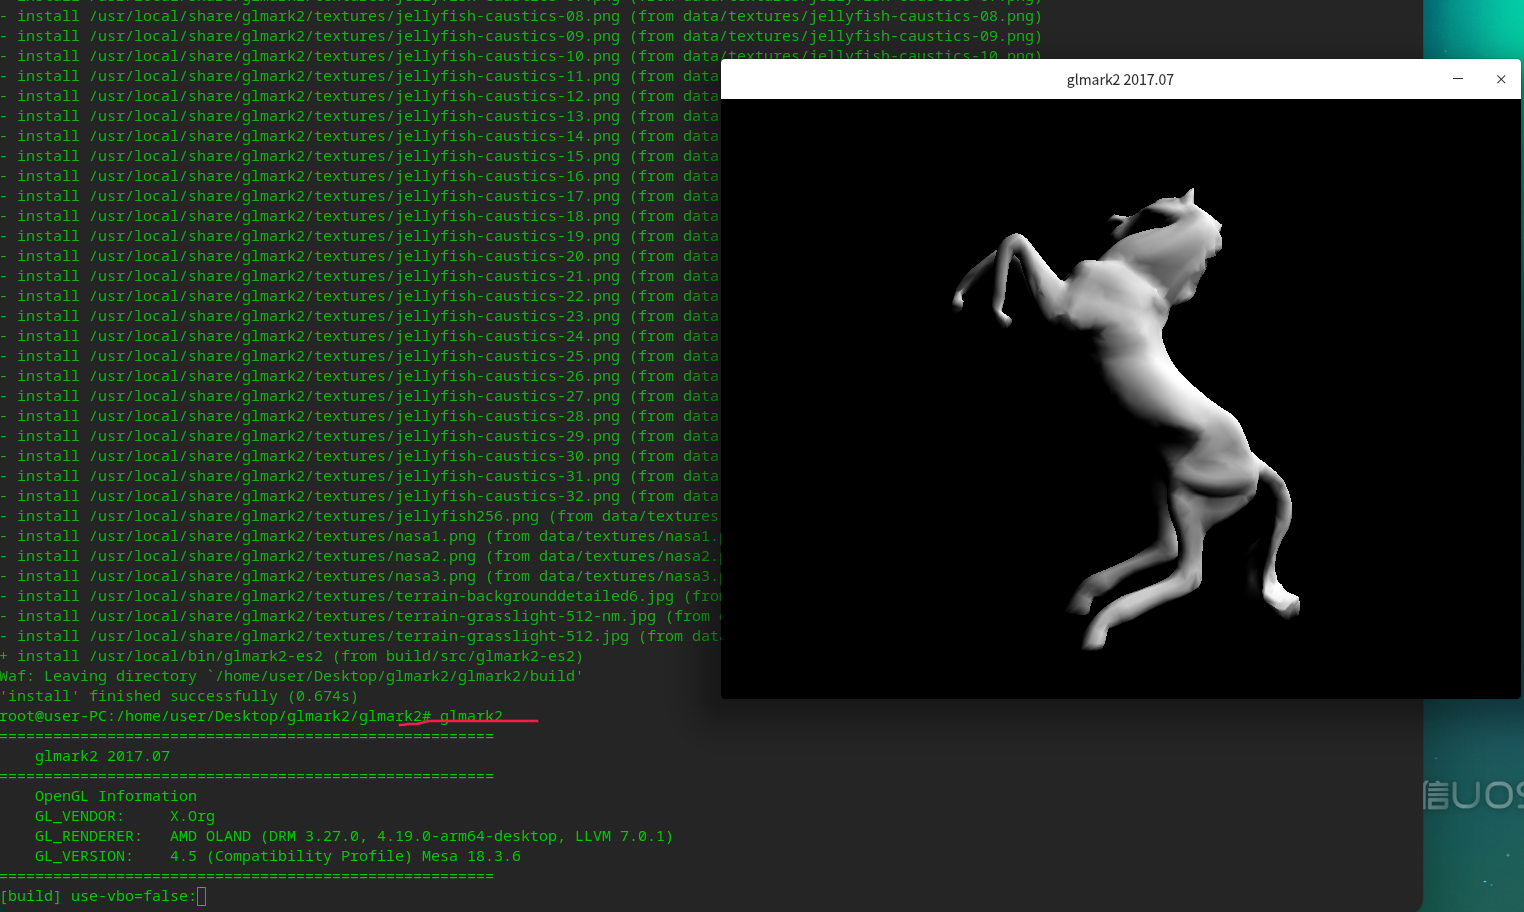 - install /usr/local/share/glmark2/textures/jellyfish-caustics-08.png (from data/textures/jellyfish-caustics-08.png)
- install /usr/local/share/glmark2/textures/jellyfish-caustics-09.png (from data/textures/jellyfish-caustics-09.png)
- install /usr/local/share/glmark2/textures/jellyfish-caustics-10.png (from data/textures/jellyfish-caustics-10.png)
- install /usr/local/share/glmark2/textures/jellyfish-caustics-11.png (from data
- install /usr/local/share/glmark2/textures/jellyfish-caustics-12.png (from data
- install /usr/local/share/glmark2/textures/jellyfish-caustics-13.png (from data
- install /usr/local/share/glmark2/textures/jellyfish-caustics-14.png (from data
- install /usr/local/share/glmark2/textures/jellyfish-caustics-15.png (from data
- install /usr/local/share/glmark2/textures/jellyfish-caustics-16.png (from data
- install /usr/local/share/glmark2/textures/jellyfish-caustics-17.png (from data
- install /usr/local/share/glmark2/textures/jellyfish-caustics-18.png (from data
- install /usr/local/share/glmark2/textures/jellyfish-caustics-19.png (from data
- install /usr/local/share/glmark2/textures/jellyfish-caustics-20.png (from data
- install /usr/local/share/glmark2/textures/jellyfish-caustics-21.png (from data
- install /usr/local/share/glmark2/textures/jellyfish-caustics-22.png (from data
- install /usr/local/share/glmark2/textures/jellyfish-caustics-23.png (from data
- install /usr/local/share/glmark2/textures/jellyfish-caustics-24.png (from data
- install /usr/local/share/glmark2/textures/jellyfish-caustics-25.png (from data
- install /usr/local/share/glmark2/textures/jellyfish-caustics-26.png (from data
- install /usr/local/share/glmark2/textures/jellyfish-caustics-27.png (from data
- install /usr/local/share/glmark2/textures/jellyfish-caustics-28.png (from data
- install /usr/local/share/glmark2/textures/jellyfish-caustics-29.png (from data
- install /usr/local/share/glmark2/textures/jellyfish-caustics-30.png (from data
- install /usr/local/share/glmark2/textures/jellyfish-caustics-31.png (from data
- install /usr/local/share/glmark2/textures/jellyfish-caustics-32.png (from data
- install /usr/local/share/glmark2/textures/jellyfish256.png (from data/textures
- install /usr/local/share/glmark2/textures/nasa1.png (from data/textures/nasa1.
- install /usr/local/share/glmark2/textures/nasa2.png (from data/textures/nasa2.
- install /usr/local/share/glmark2/textures/nasa3.png (from data/textures/nasa3.
- install /usr/local/share/glmark2/textures/terrain-backgrounddetailed6.jpg (from
- install /usr/local/share/glmark2/textures/terrain-grasslight-512-nm.jpg (from
- install /usr/local/share/glmark2/textures/terrain-grasslight-512.jpg (from data
+ install /usr/local/bin/glmark2-es2 (from build/src/glmark2-es2)
Waf: Leaving directory `/home/user/Desktop/glmark2/glmark2/build'
'install' finished successfully (0.674s)
root@user-PC:/home/user/Desktop/glmark2/glmark2# glmark2
=======================================================
glmark2 2017.07
=======================================================
OpenGL Information
GL_VENDOR: X.Org
GL_RENDERER: AMD OLAND (DRM 3.27.0, 4.19.0-arm64-desktop, LLVM 7.0.1)
GL_VERSION: 4.5 (Compatibility Profile) Mesa 18.3.6
=======================================================
[build] use-vbo=false:
glmark2 2017.07
信UOS